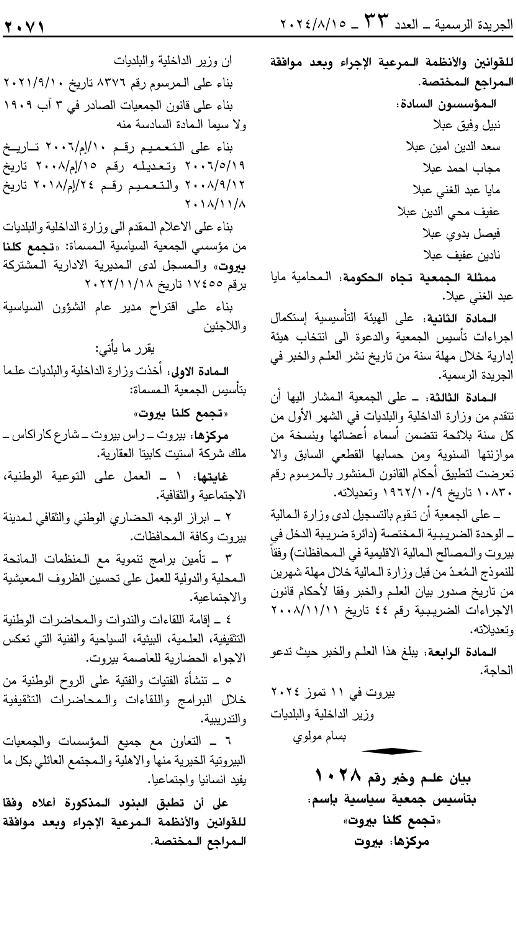 الجريدة الرسمية ــ العدد ٣٣ ــ ٢٠٢٤/٨/١٥
٢٠٧١
للقوانين والأنظمة المرعية الإجراء وبعد موافقة
المراجع المختصة.
المؤسسون السادة:
نبيل وفيق عبلا
سعد الدين امين عبلا
مجاب احمد عبلا
مايا عبد الغني عبلا
عفيف محي الدين عبلا
فيصل بدوي عبلا
نادين عفيف عبلا
ممثلة الجمعية تجاه الحكومة: المحامية مايا
عبد الغني عبلا.
المادة الثانية: على الهيئة التأسيسية إستكمال
اجراءات تأسيس الجمعية والدعوة الى انتخاب هيئة
إدارية خلال مهلة سنة من تاريخ نشر العلم والخبر في
الجريدة الرسمية.
المادة الثالثة: ــ على الجمعية المشار اليها أن
تتقدم من وزارة الداخلية والبلديات في الشهر الأول من
كل سنة بلائحة تتضمن أسماء أعضائها وبنسخة من
موازنتها السنوية ومن حسابها القطعي السابق والا
تعرضت لتطبيق أحكام القانون المنشور بالمرسوم رقم
١٠٨٣٠ تاريخ ١٩٦٢/١٠/٩ وتعديلاته.
ــ على الجمعية أن تقوم بالتسجيل لدى وزارة المالية
ــ الوحدة الضريبية المختصة (دائرة ضريبة الدخل في
بيروت والمصالح المالية الاقليمية في المحافظات) وفقاً
للنموذج المُعدّ من قبل وزارة المالية خلال مهلة شهرين
من تاريخ صدور بيان العلم والخبر وفقا لأحكام قانون
الاجراءات الضريبية رقم ٤٤ تاريخ ٢٠٠٨/١١/١١
وتعديلاته.
المادة الرابعة: يبلغ هذا العلم والخبر حيث تدعو
الحاجة.
بيروت في ١١ تموز ٢٠٢٤
وزير الداخلية والبلديات
بسام مولوي
بيان علم وخبر رقم ١٠٢٨
بتأسيس جمعية سياسية بإسم:
«تجمع كلنا بيروت»
مركزها: بيروت
ان وزير الداخلية والبلديات
بناء على المرسوم رقم ٨٣٧٦ تاريخ ٢٠٢١/٩/١٠
بناء على قانون الجمعيات الصادر في ٣ آب ١٩٠٩
ولا سيما المادة السادسة منه
بناء على التعميم رقم ١٠/إم/٢٠٠٦ تاريخ
٢٠٠٦/٥/١٩ وتعديله رقم ١٥/إم/٢٠٠٨ تاريخ
٢٠٠٨/٩/١٢ والتعميم رقم ٢٤/إم/٢٠١٨ تاريخ
٢٠١٨/١١/٨
بناء على الاعلام المقدم الى وزارة الداخلية والبلديات
من مؤسسي الجمعية السياسية المسماة: «تجمع كلنا
بيروت» والمسجل لدى المديرية الادارية المشتركة
برقم ١٧٤٥٥ تاريخ ٢٠٢٢/١١/١٨
بناء على اقتراح مدير عام الشؤون السياسية
واللاجئين
يقرر ما يأتي:
المادة الاولى: أخذت وزارة الداخلية والبلديات علما
بتأسيس الجمعية المسماة:
«تجمع كلنا بيروت»
مركزها: بيروت ــ راس بيروت ــ شارع كاراكاس ــ
ملك شركة استيت كابيتا العقارية.
غايتها: ١ ــ العمل على التوعية الوطنية،
الاجتماعية والثقافية.
٢ ــ ابراز الوجه الحضاري الوطني والثقافي لمدينة
بيروت وكافة المحافظات.
٣ ــ تأمين برامج تنموية مع المنظمات المانحة
المحلية والدولية للعمل على تحسين الظروف المعيشية
والاجتماعية.
٤ ــ إقامة اللقاءات والندوات والمحاضرات الوطنية
التثقيفية، العلمية، البيئية، السياحية والفنية التي تعكس
الاجواء الحضارية للعاصمة بيروت.
٥ ــ تنشأة الفتيات والفتية على الروح الوطنية من
خلال البرامج واللقاءات والمحاضرات التثقيفية
والتدريبية.
٦ ــ التعاون مع جميع المؤسسات والجمعيات
البيروتية الخيرية منها والاهلية والمجتمع العائلي بكل ما
يفيد انسانيا واجتماعيا.
على أن تطبق البنود المذكورة أعلاه وفقا
للقوانين والأنظمة المرعية الإجراء وبعد موافقة
المراجع المختصة.